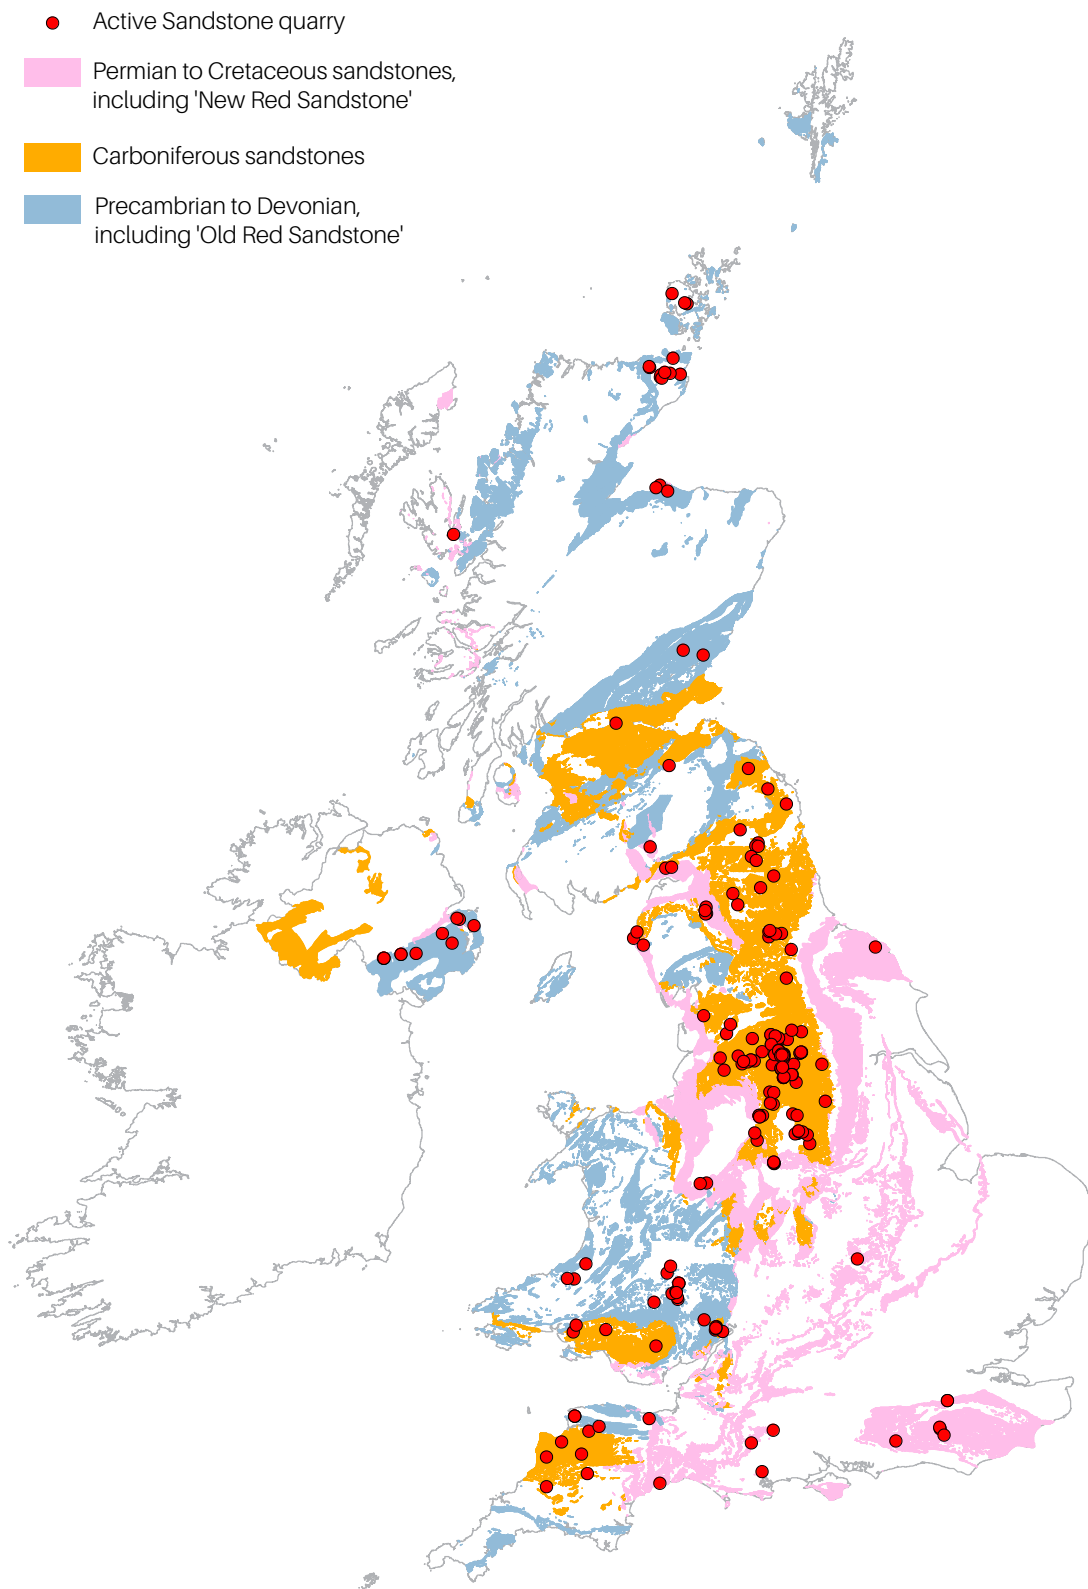 Active Sandstone quarry
Permian to Cretaceous sandstones,
including 'New Red Sandstone'
Carboniferous sandstones
Precambrian to Devonian,
including 'Old Red Sandstone'